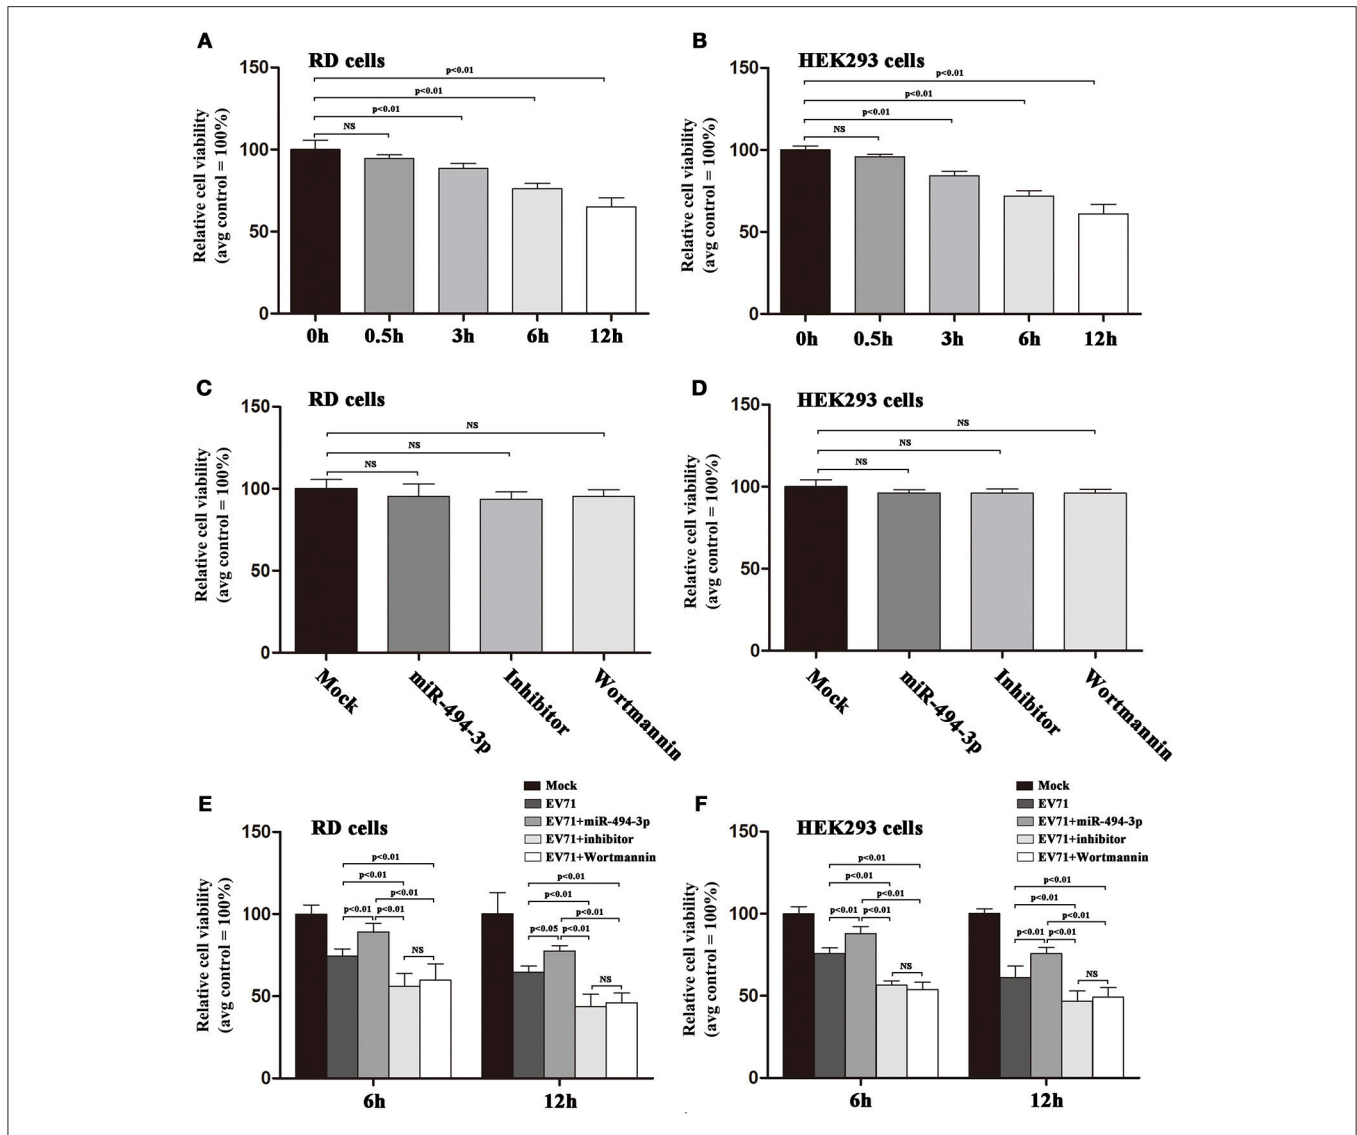 A
RD cells
Relative cell viability
(avg control = 100%)
150
100
50
0
p<0.01
p<0.01
p<0.01
NS
0h 0.5h 3h 6h 12h
B
HEK293 cells
Relative cell viability
(avg control = 100%)
150
100
50
0
p<0.01
p<0.01
p<0.01
NS
0h 0.5h 3h 6h 12h
C
RD cells
Relative cell viability
(avg control = 100%)
150
100
50
0
NS
NS
NS
Mock
miR-494-3p
Inhibitor
Wortmannin
D
HEK293 cells
Relative cell viability
(avg control = 100%)
150
100
50
0
NS
NS
NS
Mock
miR-494-3p
Inhibitor
Wortmannin
E
RD cells
Mock
EV71
EV71+miR-494-3p
EV71+inhibitor
EV71+Wortmannin
Relative cell viability
(avg control = 100%)
150
100
50
0
p<0.01
p<0.01
p<0.01
p<0.01 p<0.01
NS
p<0.01
p<0.01
p<0.01
p<0.05 p<0.01
NS
6h 12h
F
HEK293 cells
Mock
EV71
EV71+miR-494-3p
EV71+inhibitor
EV71+Wortmannin
Relative cell viability
(avg control = 100%)
150
100
50
0
p<0.01
p<0.01
p<0.01
p<0.01 p<0.01
NS
p<0.01
p<0.01
p<0.01
p<0.01 p<0.01
NS
6h 12h